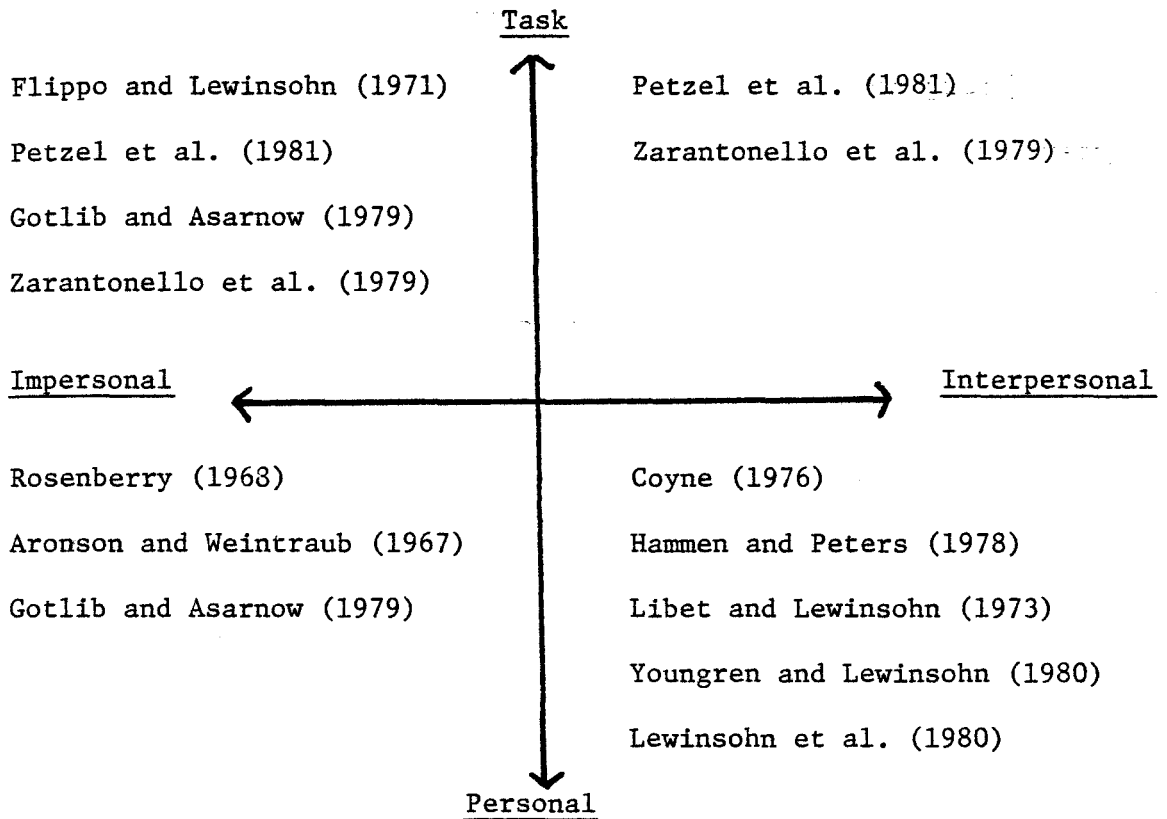 Task
Flippo and Lewinsohn (1971)
Petzel et al. (1981)
Petzel et al. (1981)
Zarantonello et al. (1979)
Gotlib and Asarnow (1979)
Zarantonello et al. (1979)
Impersonal
Interpersonal
Rosenberry (1968)
Coyne (1976)
Aronson and Weintraub (1967)
Hammen and Peters (1978)
Gotlib and Asarnow (1979)
Libet and Lewinsohn (1973)
Youngren and Lewinsohn (1980)
Lewinsohn et al. (1980)
Personal